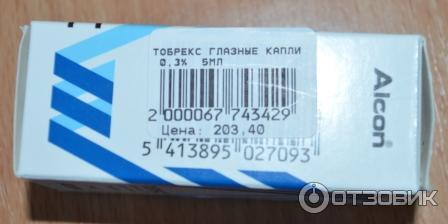 ТОБРЕКС ГЛАЗНЫЕ КАПЛИ
0,3% 5МЛ
2 000067 743429
Цена: 203,40
5 413895 027093
Alcon®
ОТЗОВИК